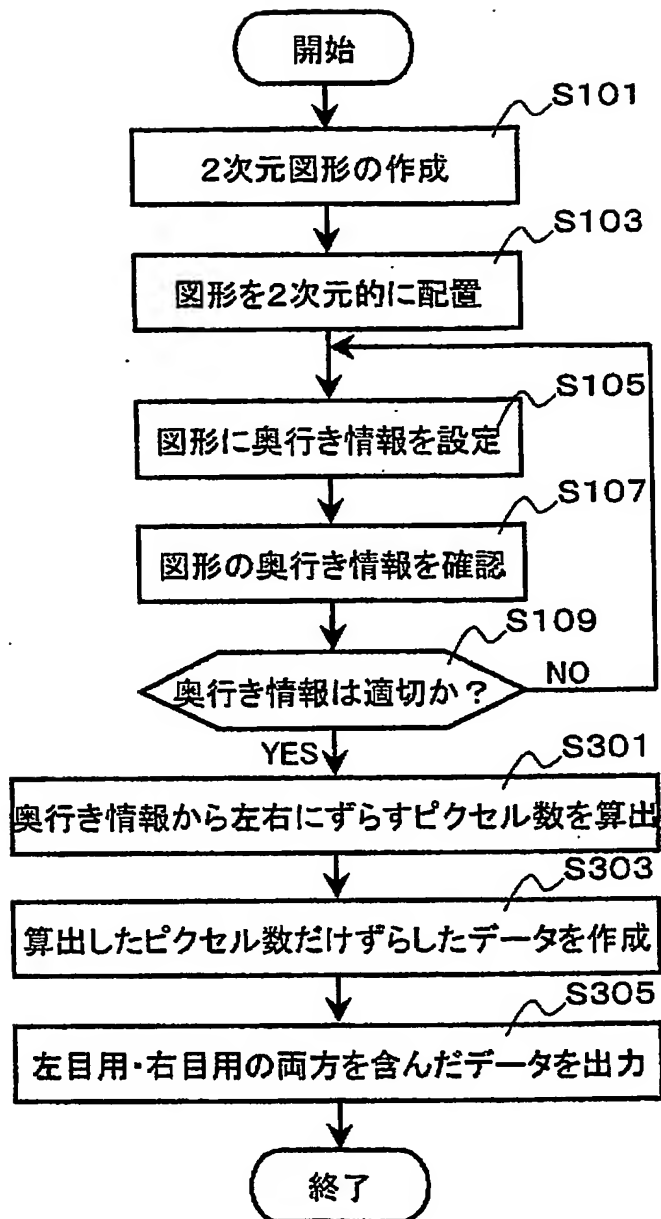 開始
S101
2次元図形の作成
S103
図形を2次元的に配置
S105
図形に奥行き情報を設定
S107
図形の奥行き情報を確認
S109
奥行き情報は適切か？
NO
YES
S301
奥行き情報から左右にずらすピクセル数を算出
S303
算出したピクセル数だけずらしたデータを作成
S305
左目用・右目用の両方を含んだデータを出力
終了